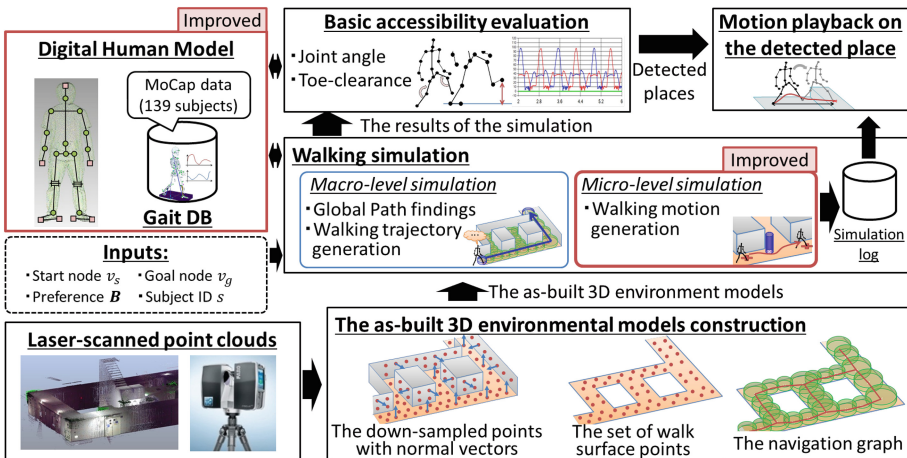 Improved
Digital Human Model
MoCap data
(139 subjects)
Gait DB
Basic accessibility evaluation
・Joint angle
・Toe-clearance
Detected
places
Motion playback on
the detected place
The results of the simulation
Walking simulation
Macro-level simulation
・Global Path findings
・Walking trajectory
generation
Improved
Micro-level simulation
・Walking motion
generation
Simulation
log
Inputs:
・Start node vs ・Goal node vg
・Preference B ・Subject ID s
The as-built 3D environment models
Laser-scanned point clouds
The as-built 3D environmental models construction
The down-sampled points
with normal vectors
The set of walk
surface points
The navigation graph